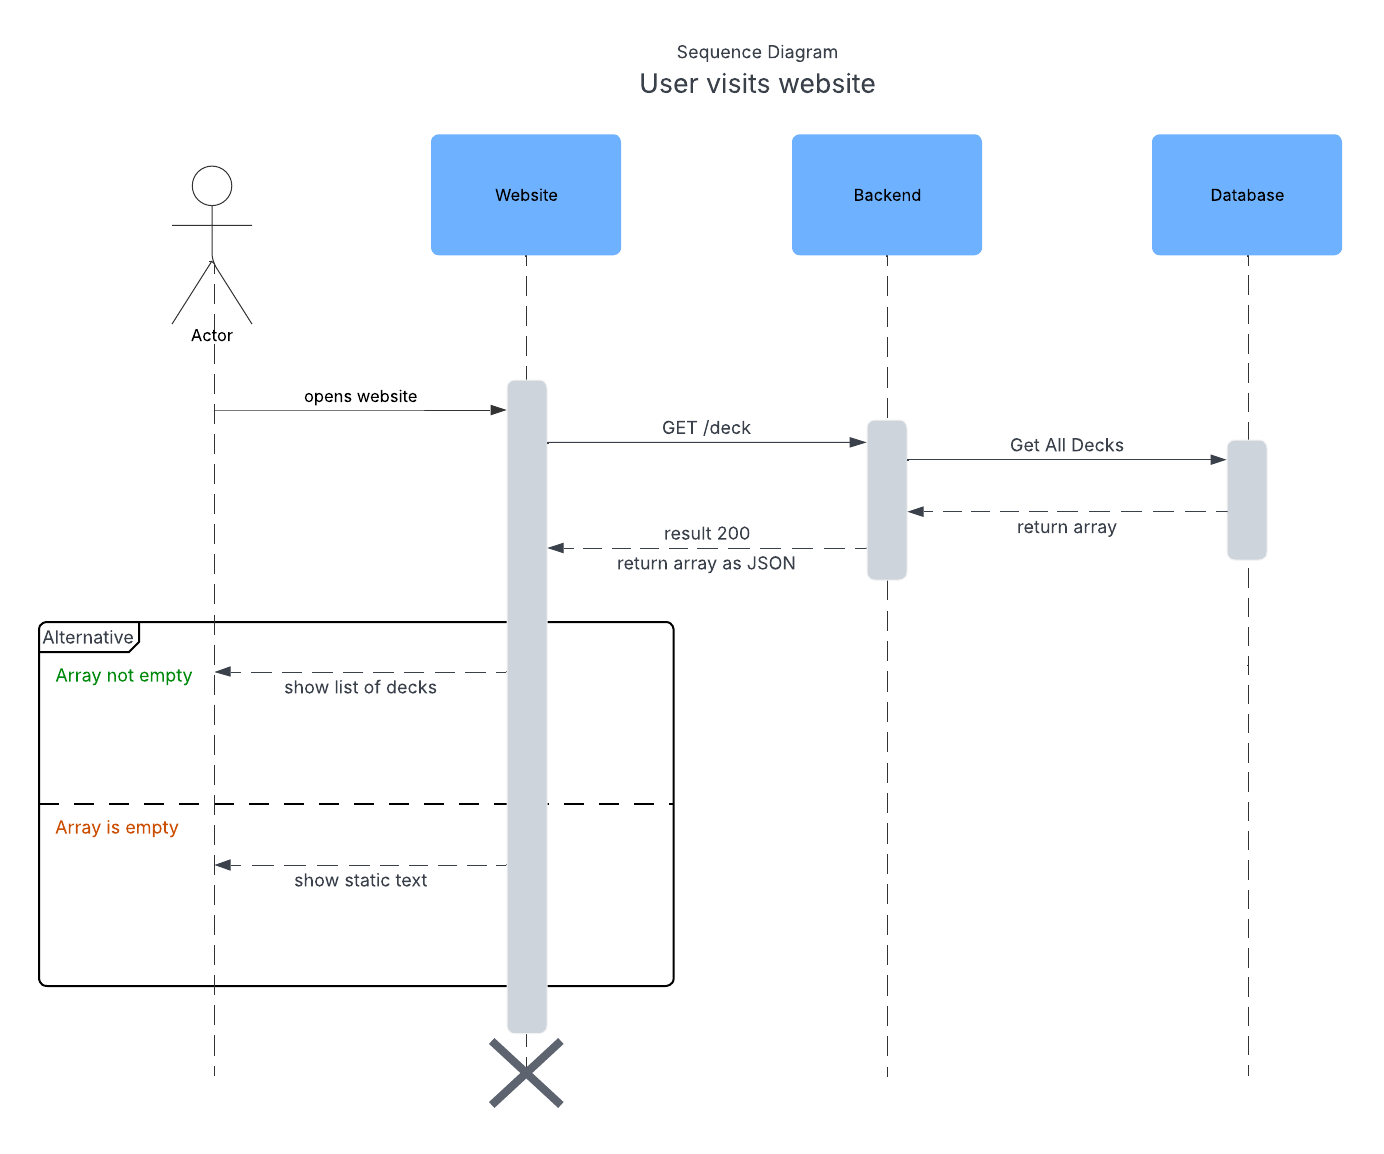 Sequence Diagram
User visits website
Website
Backend
Database
Actor
opens website
GET /deck
Get All Decks
return array
result 200
return array as JSON
Alternative
Array not empty
show list of decks
Array is empty
show static text